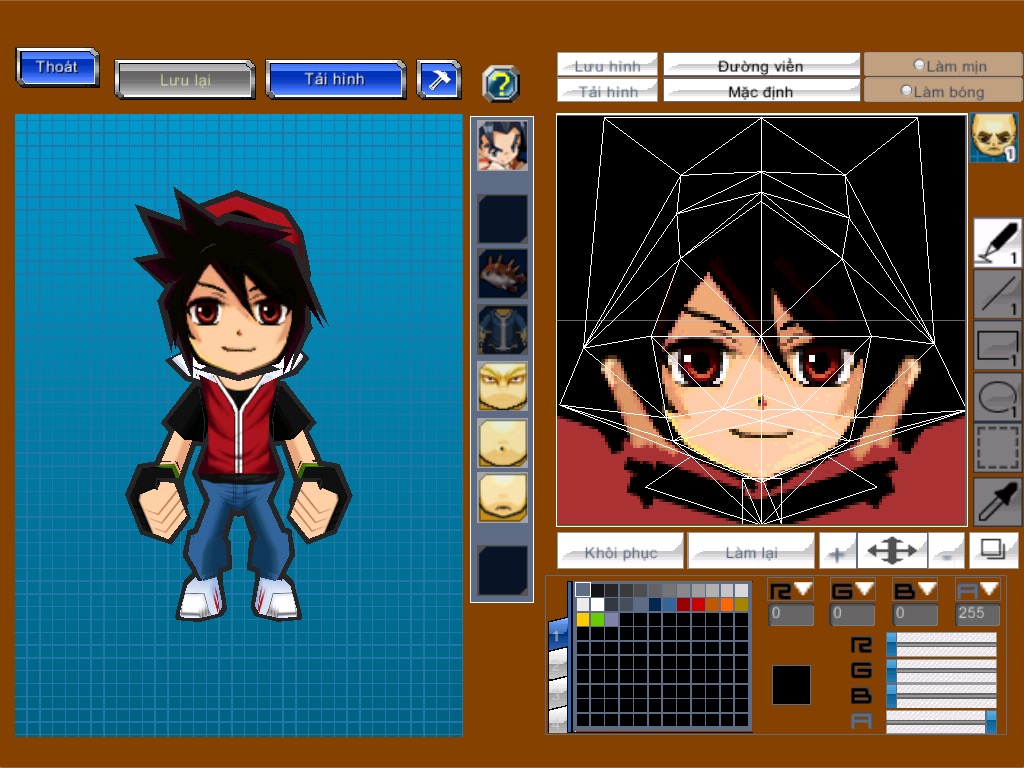 Thoát
Lưu lại
Tải hình
Lưu hình
Đường viền
Làm mịn
Tải hình
Mặc định
Làm bóng
1
1
1
1
1
Khôi phục
Làm lại
R
G
B
A
0
0
0
255
1
R
G
B
A